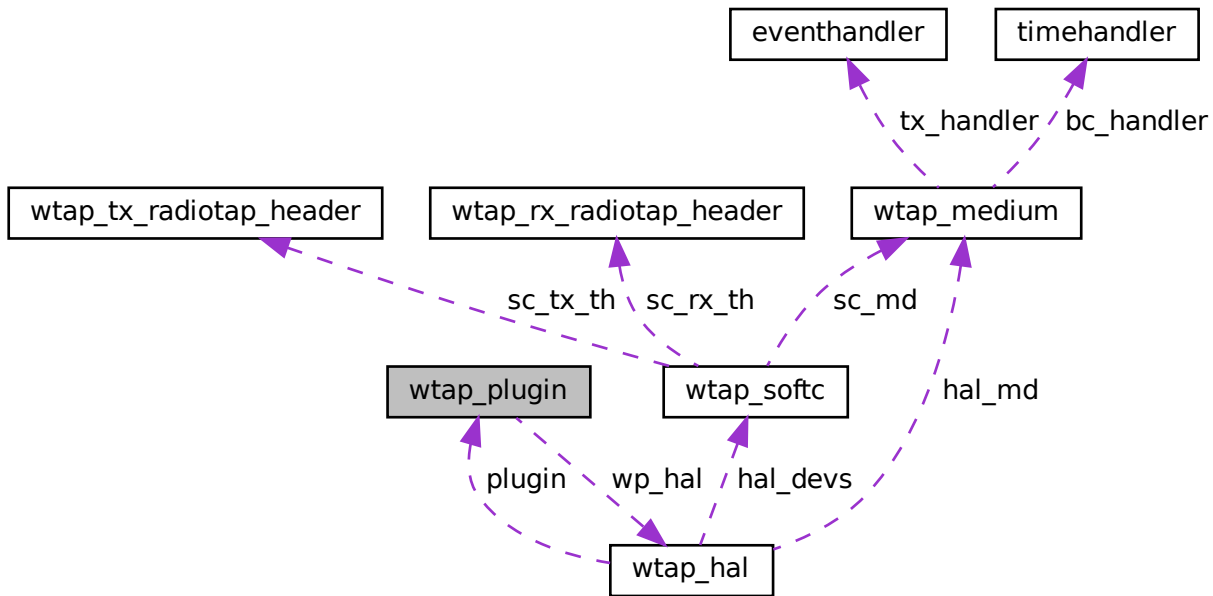 eventhandler
timehandler
tx_handler
bc_handler
wtap_tx_radiotap_header
wtap_rx_radiotap_header
wtap_medium
sc_tx_th
sc_rx_th
sc_md
wtap_plugin
wtap_softc
hal_md
plugin
wp_hal
hal_devs
wtap_hal